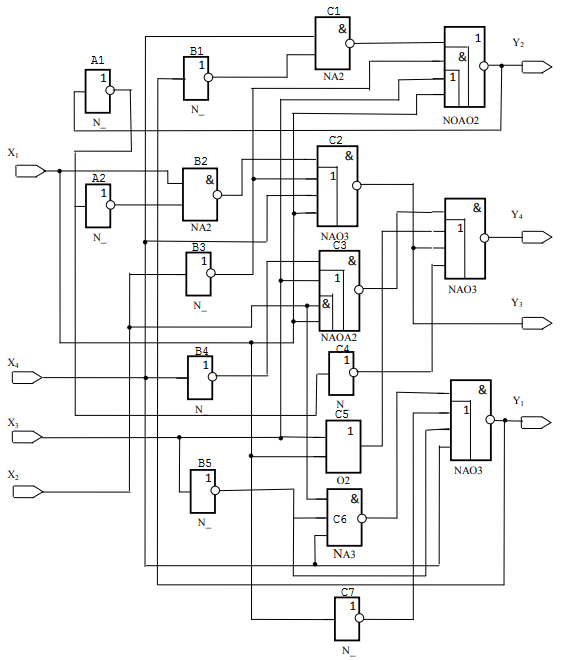 C1
&
NA2
1
&
1
NOAO2
Y2
A1
1
N_
B1
1
N_
X1
A2
1
N_
B2
&
NA2
C2
&
1
NAO3
&
1
NAO3
Y4
B3
1
N_
C3
&
1
&
NAOA2
Y3
X4
B4
1
N
C4
1
N
C5
1
O2
&
1
NAO3
Y1
X3
X2
B5
1
N_
&
C6
NA3
C7
1
N_